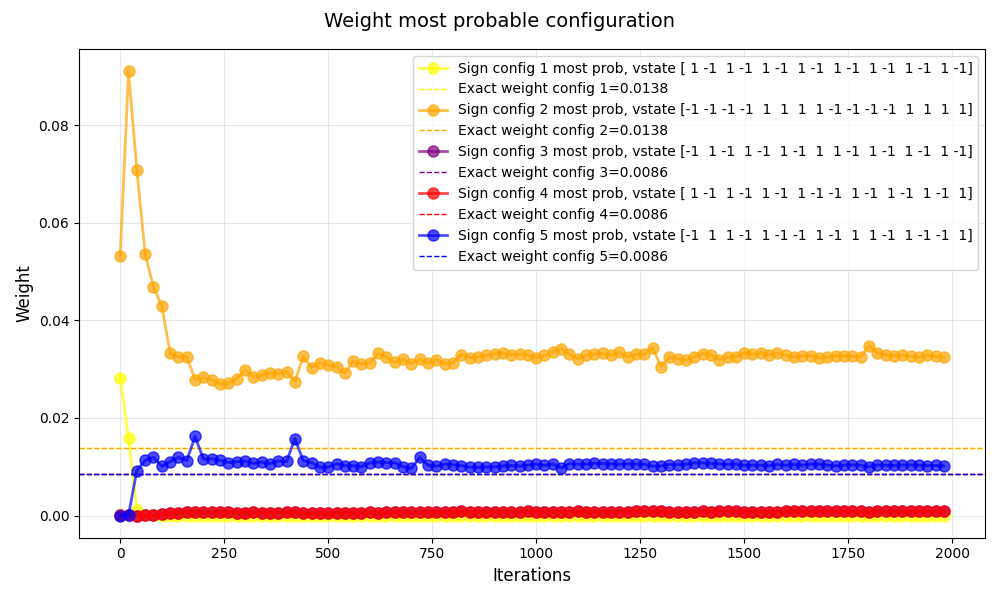 Weight most probable configuration
Weight
0.08
0.06
0.04
0.02
0.00
Sign config 1 most prob, vstate [ 1 -1  1 -1  1 -1  1 -1  1 -1  1 -1  1 -1  1 -1]
Exact weight config 1=0.0138
Sign config 2 most prob, vstate [-1 -1 -1 -1  1  1  1  1 -1 -1 -1 -1  1  1  1  1]
Exact weight config 2=0.0138
Sign config 3 most prob, vstate [-1  1 -1  1 -1  1 -1  1  1 -1  1 -1  1 -1  1 -1]
Exact weight config 3=0.0086
Sign config 4 most prob, vstate [ 1 -1  1 -1  1 -1  1 -1 -1  1 -1  1 -1  1 -1  1]
Exact weight config 4=0.0086
Sign config 5 most prob, vstate [-1  1  1 -1  1 -1 -1  1 -1  1  1 -1  1 -1 -1  1]
Exact weight config 5=0.0086
0 250 500 750 1000 1250 1500 1750 2000
Iterations